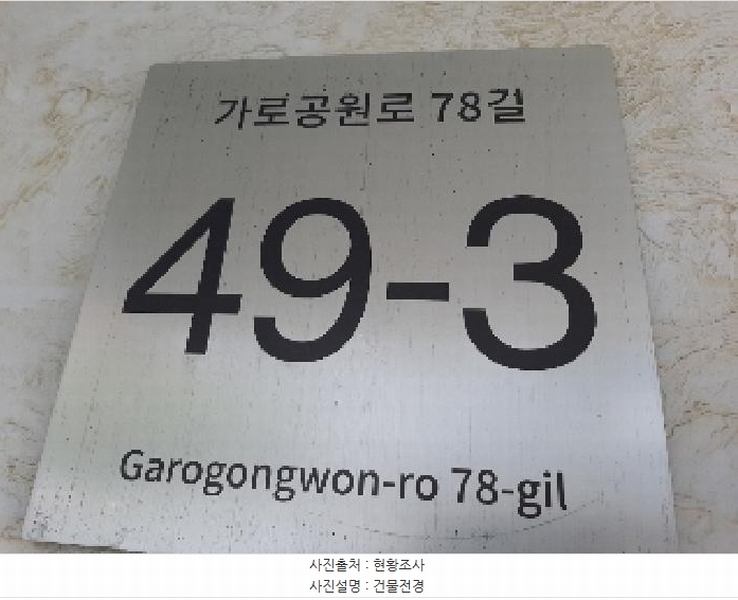 가로공원로 78길
49-3
Garogongwon-ro 78-gil
사진출처 : 현황조사
사진설명 : 건물전경